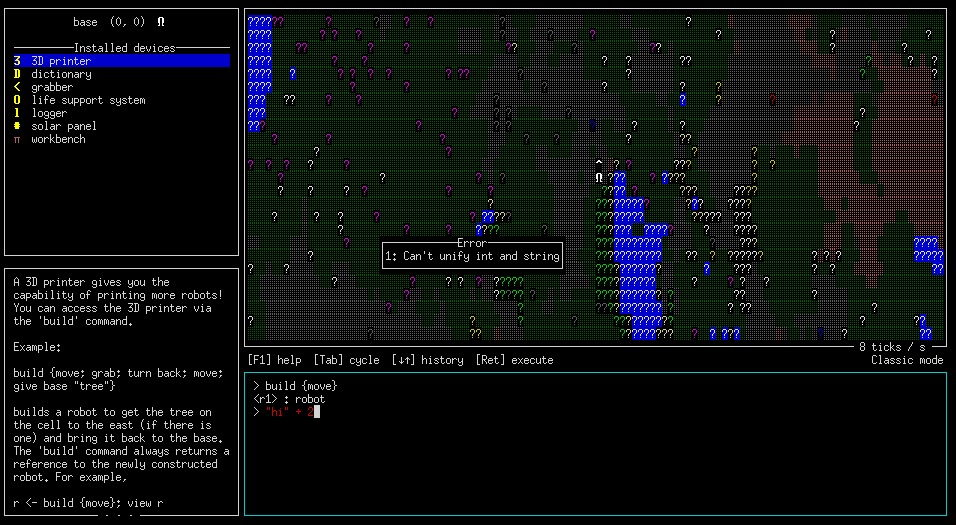 base (0, 0) Ω
Installed devices
3 3D printer
D dictionary
< grabber
O life support system
l logger
# solar panel
π workbench
A 3D printer gives you the
capability of printing more robots!
You can access the 3D printer via
the 'build' command.
Example:
build {move; grab; turn back; move;
give base "tree"}
builds a robot to get the tree on
the cell to the east (if there is
one) and bring it back to the base.
The 'build' command always returns a
reference to the newly constructed
robot. For example,
r <- build {move}; view r
Error
1: Can't unify int and string
8 ticks / s
[F1] help [Tab] cycle [↓↑] history [Ret] execute
Classic mode
> build {move}
<r1> : robot
> "hi" + 2